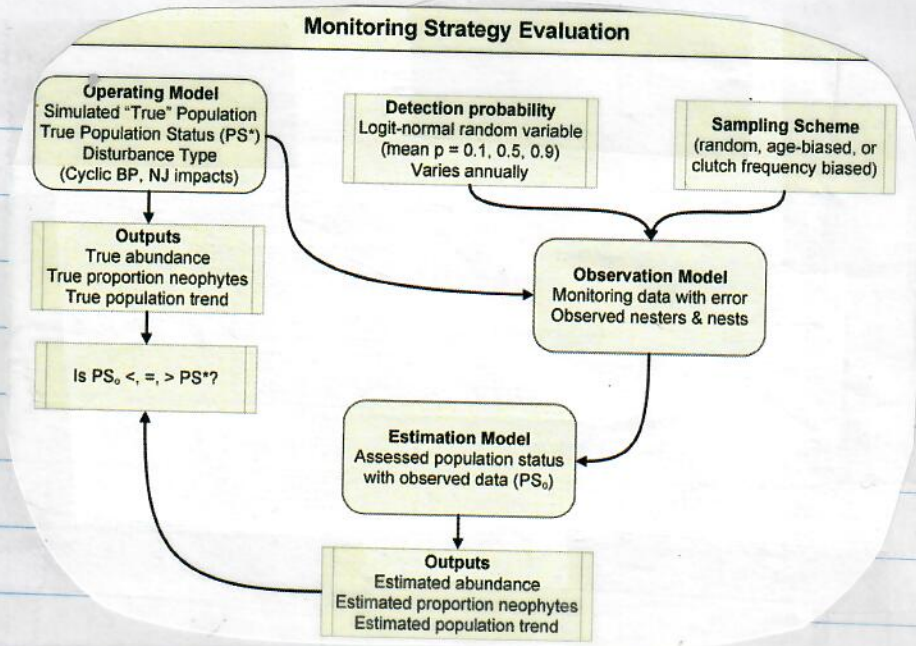 Monitoring Strategy Evaluation
Operating Model
Simulated “True” Population
True Population Status (PS*)
Disturbance Type
(Cyclic BP, NJ impacts)
Detection probability
Logit-normal random variable
(mean p = 0.1, 0.5, 0.9)
Varies annually
Sampling Scheme
(random, age-biased, or
clutch frequency biased)
Outputs
True abundance
True proportion neophytes
True population trend
Observation Model
Monitoring data with error
Observed nesters & nests
Is PSₒ <, =, > PS*?
Estimation Model
Assessed population status
with observed data (PSₒ)
Outputs
Estimated abundance
Estimated proportion neophytes
Estimated population trend